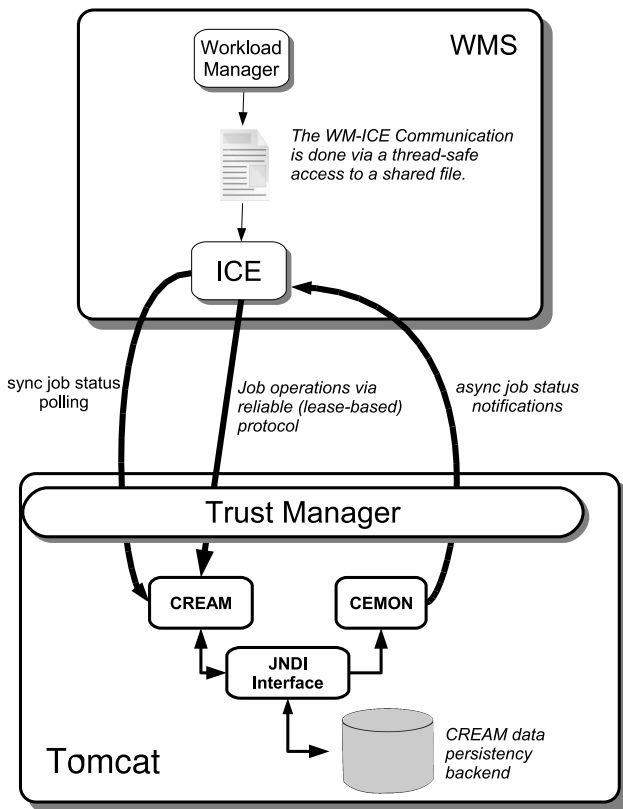 WMS
Workload
Manager
The WM-ICE Communication
is done via a thread-safe
access to a shared file.
ICE
sync job status
polling
Job operations via
reliable (lease-based)
protocol
async job status
notifications
Trust Manager
CREAM
CEMON
JNDI
Interface
CREAM data
persistency
backend
Tomcat